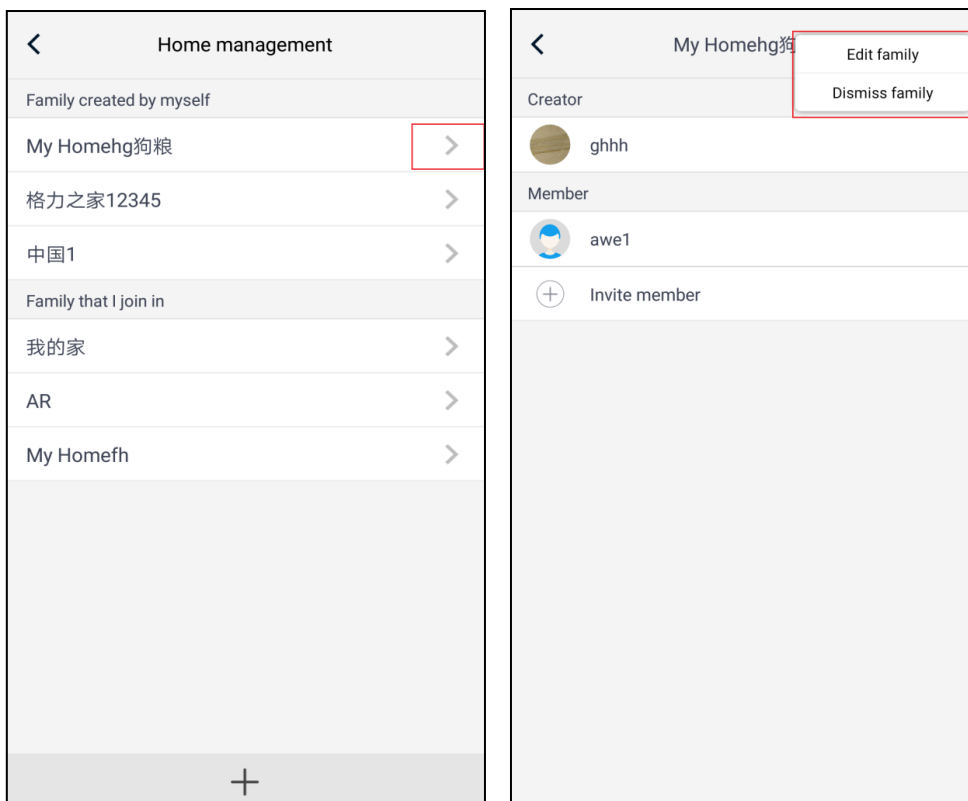 Home management
Family created by myself
My Homehg狗粮
格力之家12345
中国1
Family that I join in
我的家
AR
My Homefh
My Homehg狗
Edit family
Dismiss family
Creator
ghhh
Member
awe1
Invite member